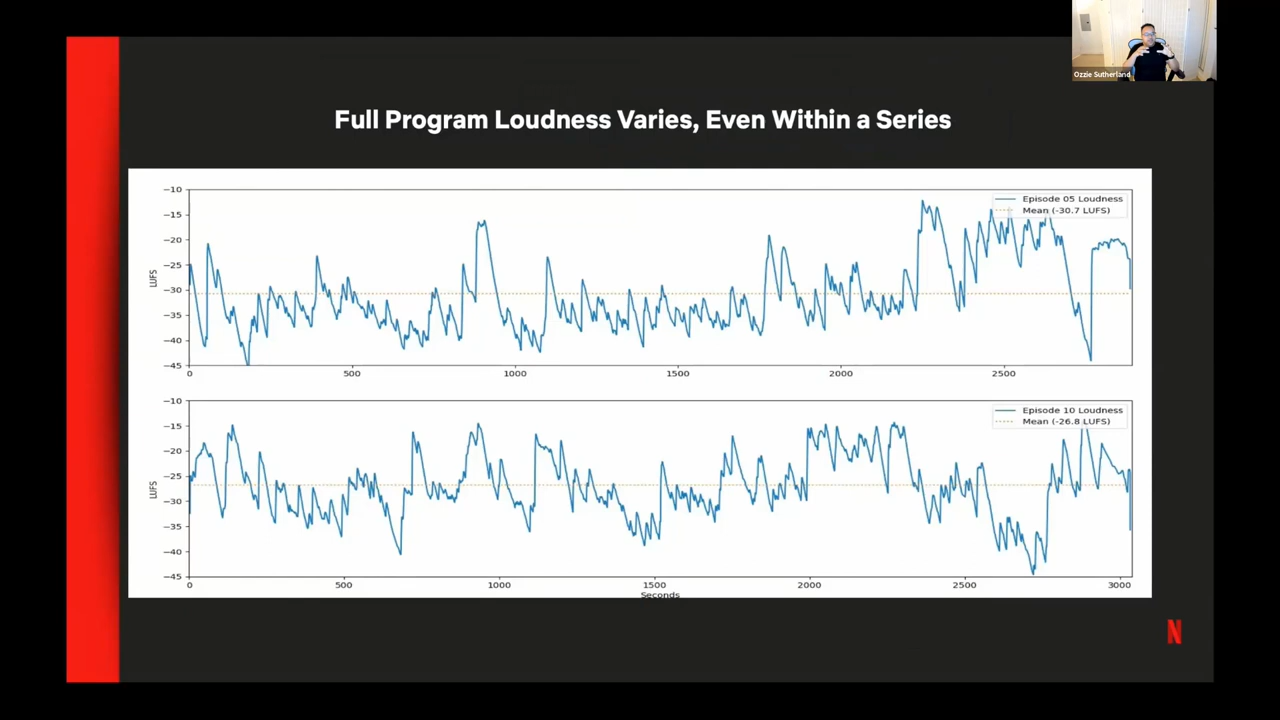 Ozzie Sutherland
Full Program Loudness Varies, Even Within a Series
−10
−15
−20
−25
−30
−35
−40
−45
LUFS
Episode 05 Loudness
Mean (-30.7 LUFS)
0 500 1000 1500 2000 2500
−10
−15
−20
−25
−30
−35
−40
−45
LUFS
Episode 10 Loudness
Mean (-26.8 LUFS)
0 500 1000 1500 2000 2500 3000
Seconds
N